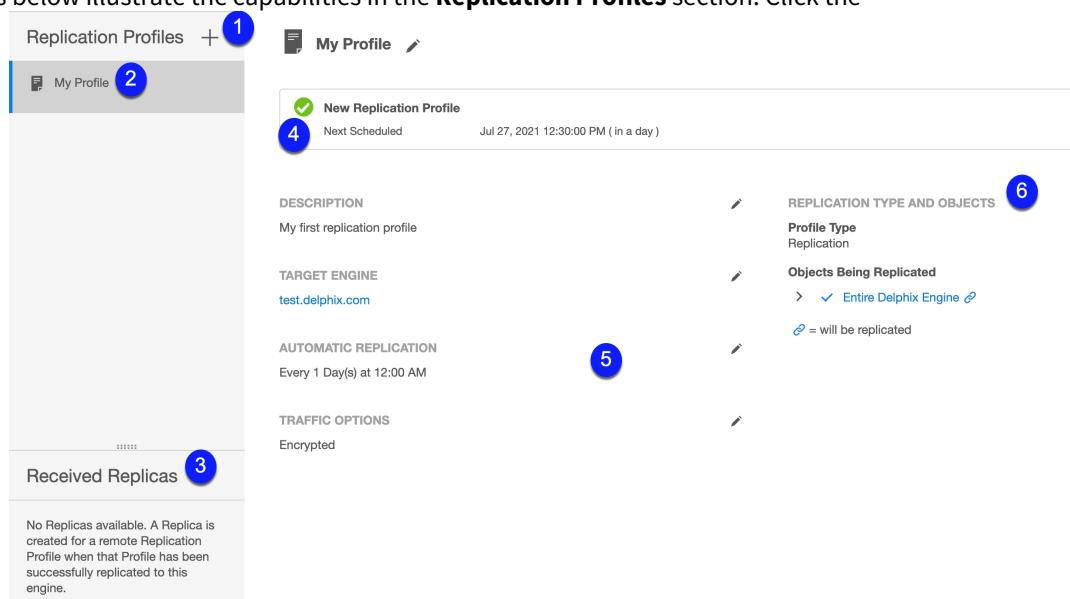 s below illustrate the capabilities in the Replication Profiles section. Click the
Replication Profiles + 1
My Profile 2
My Profile
New Replication Profile
4 Next Scheduled Jul 27, 2021 12:30:00 PM ( in a day )
DESCRIPTION
My first replication profile
TARGET ENGINE
test.delphix.com
AUTOMATIC REPLICATION
Every 1 Day(s) at 12:00 AM
5
TRAFFIC OPTIONS
Encrypted
REPLICATION TYPE AND OBJECTS 6
Profile Type
Replication
Objects Being Replicated
Entire Delphix Engine
= will be replicated
Received Replicas 3
No Replicas available. A Replica is
created for a remote Replication
Profile when that Profile has been
successfully replicated to this
engine.